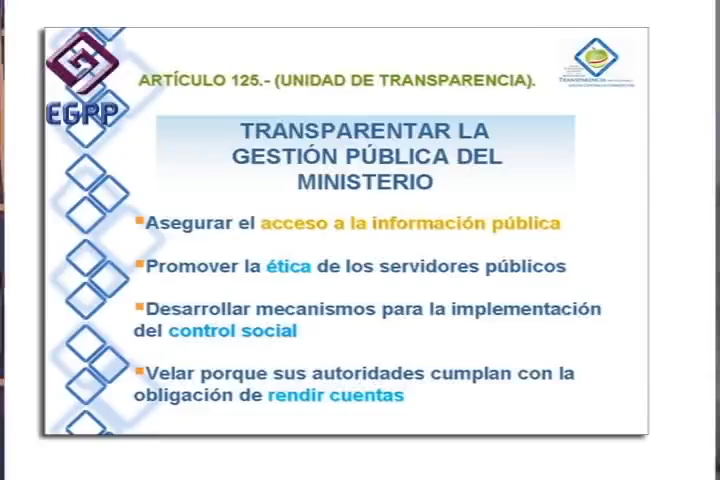 EGRP
ARTÍCULO 125.- (UNIDAD DE TRANSPARENCIA).
TRANSPARENCIA
TRANSPARENTAR LA
GESTIÓN PÚBLICA DEL
MINISTERIO
Asegurar el acceso a la información pública
Promover la ética de los servidores públicos
Desarrollar mecanismos para la implementación
del control social
Velar porque sus autoridades cumplan con la
obligación de rendir cuentas